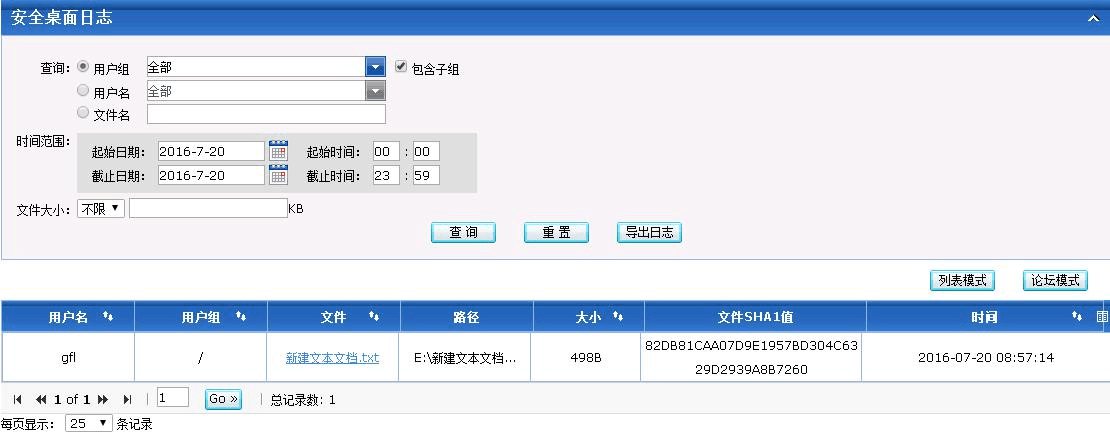 安全桌面日志
查询: 用户组 全部 包含子组
用户名 全部
文件名
时间范围:
起始日期: 2016-7-20 起始时间: 00 : 00
截止日期: 2016-7-20 截止时间: 23 : 59
文件大小: 不限 KB
查 询 重 置 导出日志
列表模式 论坛模式
用户名 用户组 文件 路径 大小 文件SHA1值 时间
gfl / 新建文本文档.txt E:\新建文本文档... 498B 82DB81CAA07D9E1957BD304C63 2016-07-20 08:57:14
29D2939A8B7260
1 of 1 1 Go » 总记录数: 1
每页显示: 25 条记录